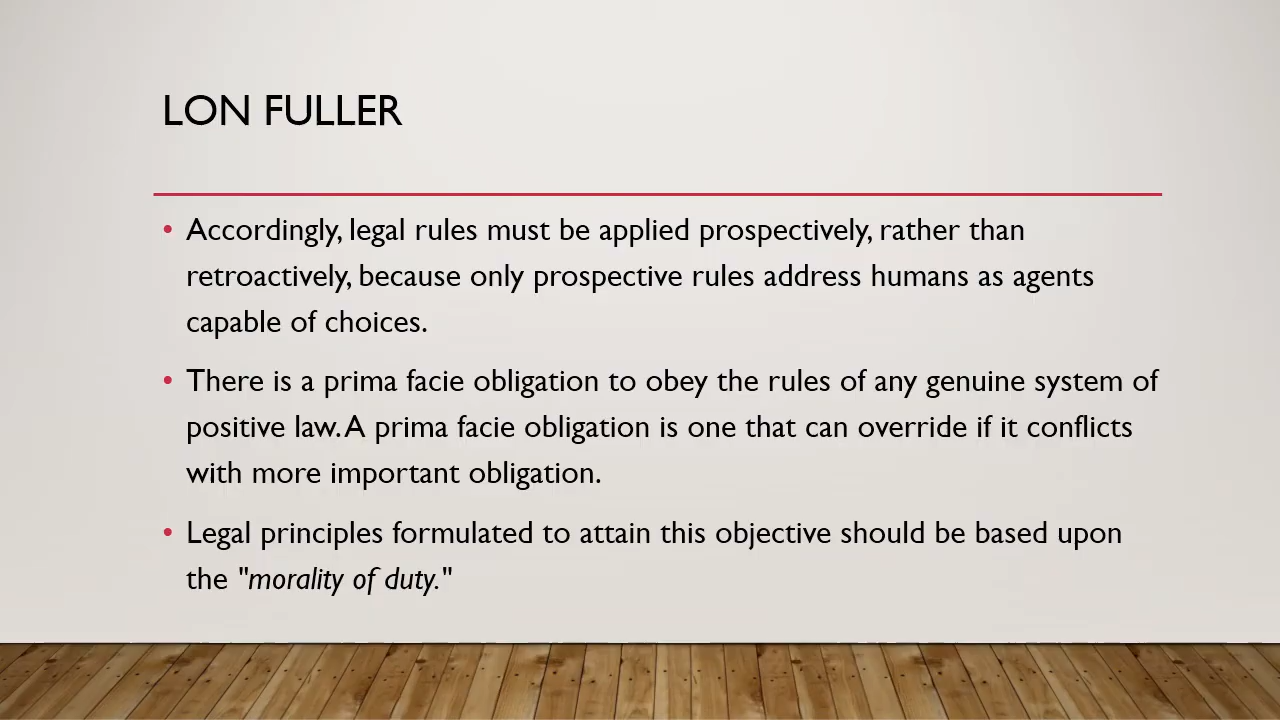 LON FULLER
• Accordingly, legal rules must be applied prospectively, rather than
retroactively, because only prospective rules address humans as agents
capable of choices.
• There is a prima facie obligation to obey the rules of any genuine system of
positive law. A prima facie obligation is one that can override if it conflicts
with more important obligation.
• Legal principles formulated to attain this objective should be based upon
the "morality of duty."